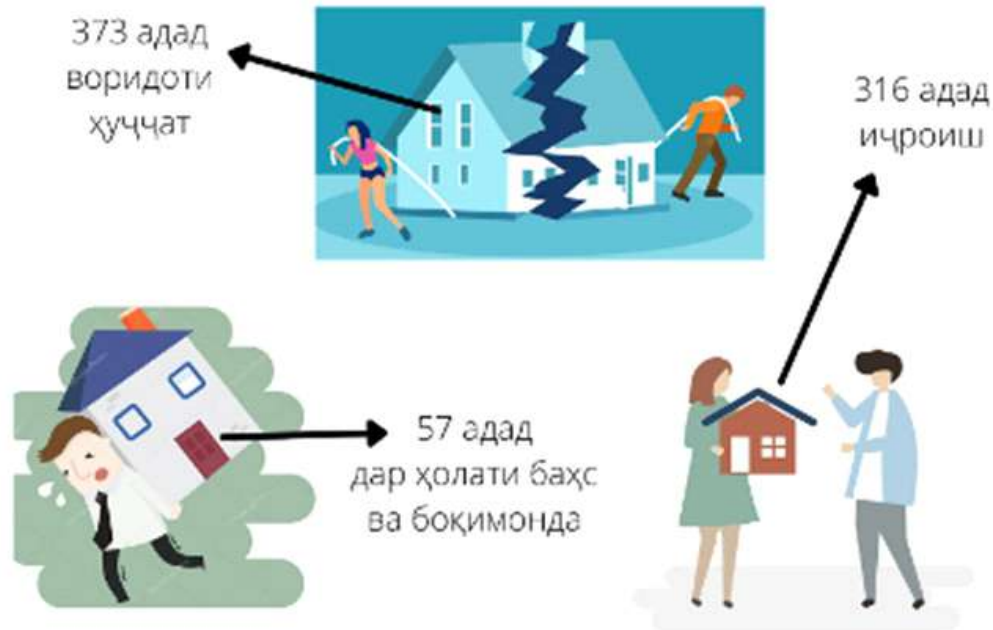 373 адад
воридоти
ҳуҷҷат
316 адад
иҷроиш
57 адад
дар ҳолати баҳс
ва боқимонда